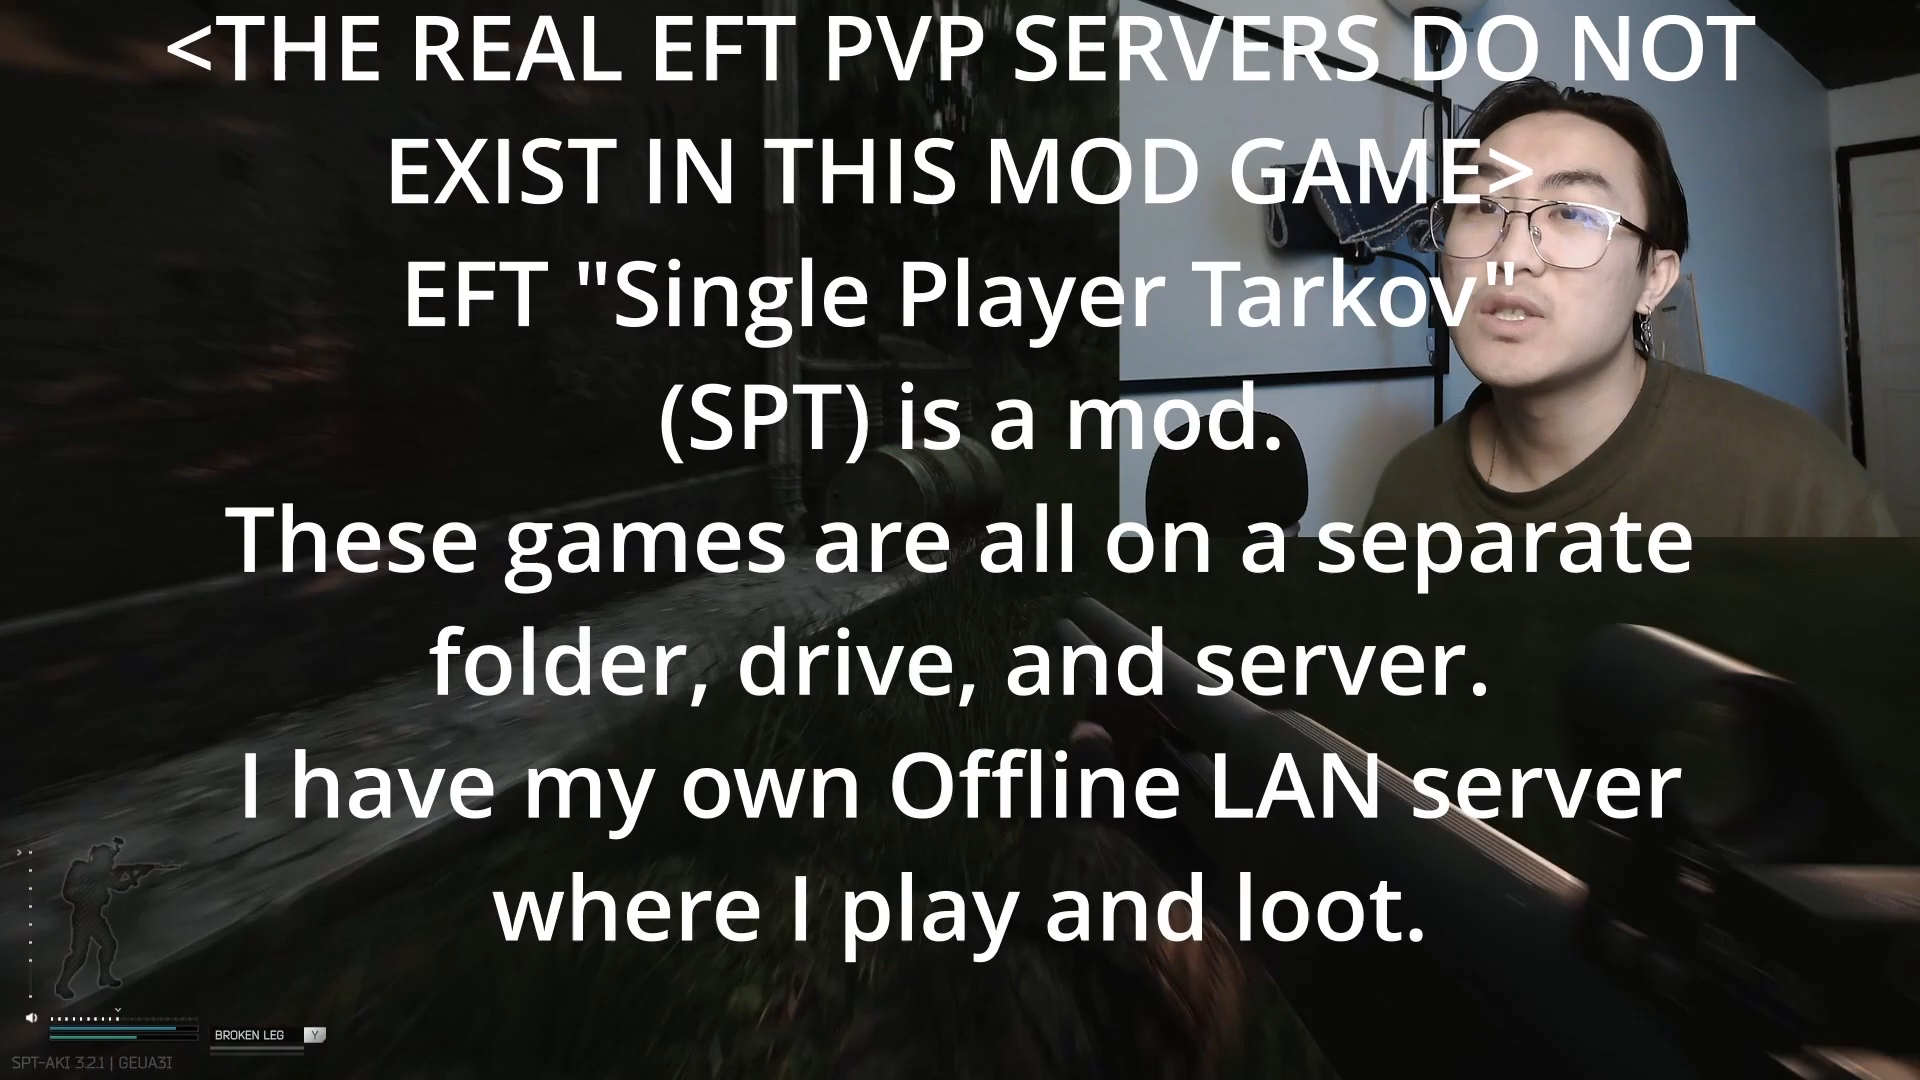 <THE REAL EFT PVP SERVERS DO NOT
EXIST IN THIS MOD GAME>
EFT "Single Player Tarkov"
(SPT) is a mod.
These games are all on a separate
folder, drive, and server.
I have my own Offline LAN server
where I play and loot.
BROKEN LEG Y
SPT-AKI 3.2.1 | GEUA3I